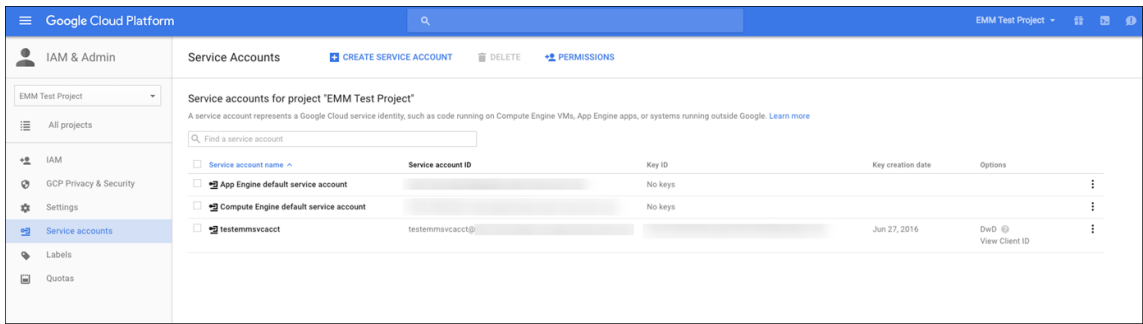 Google Cloud Platform
EMM Test Project
IAM & Admin
Service Accounts
CREATE SERVICE ACCOUNT
DELETE
PERMISSIONS
EMM Test Project
All projects
IAM
GCP Privacy & Security
Settings
Service accounts
Labels
Quotas
Service accounts for project "EMM Test Project"
A service account represents a Google Cloud service identity, such as code running on Compute Engine VMs, App Engine apps, or systems running outside Google. Learn more
Find a service account
Service account name Service account ID Key ID Key creation date Options
App Engine default service account No keys
Compute Engine default service account No keys
testemmsvcacct testemmsvcacct@ Jun 27, 2016 DwD
View Client ID